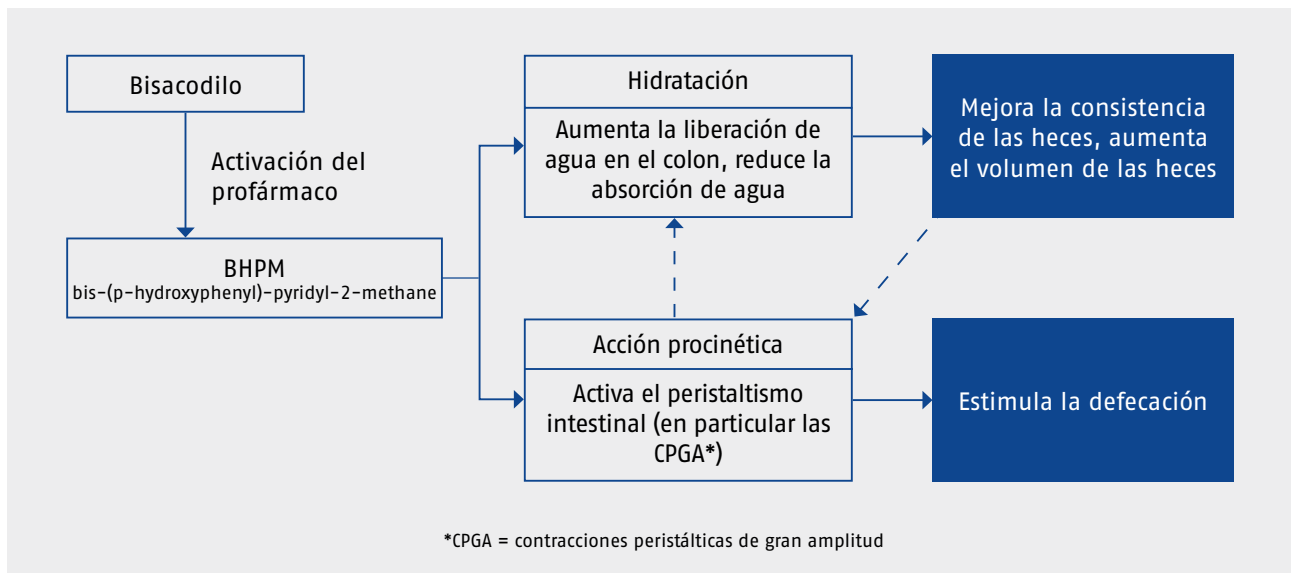 Bisacodilo
Activación del
profármaco
BHPM
bis-(p-hydroxyphenyl)-pyridyl-2-methane
Hidratación
Aumenta la liberación de
agua en el colon, reduce la
absorción de agua
Mejora la consistencia
de las heces, aumenta
el volumen de las heces
Acción procinética
Activa el peristaltismo
intestinal (en particular las
CPGA*)
Estimula la defecación
*CPGA = contracciones peristálticas de gran amplitud